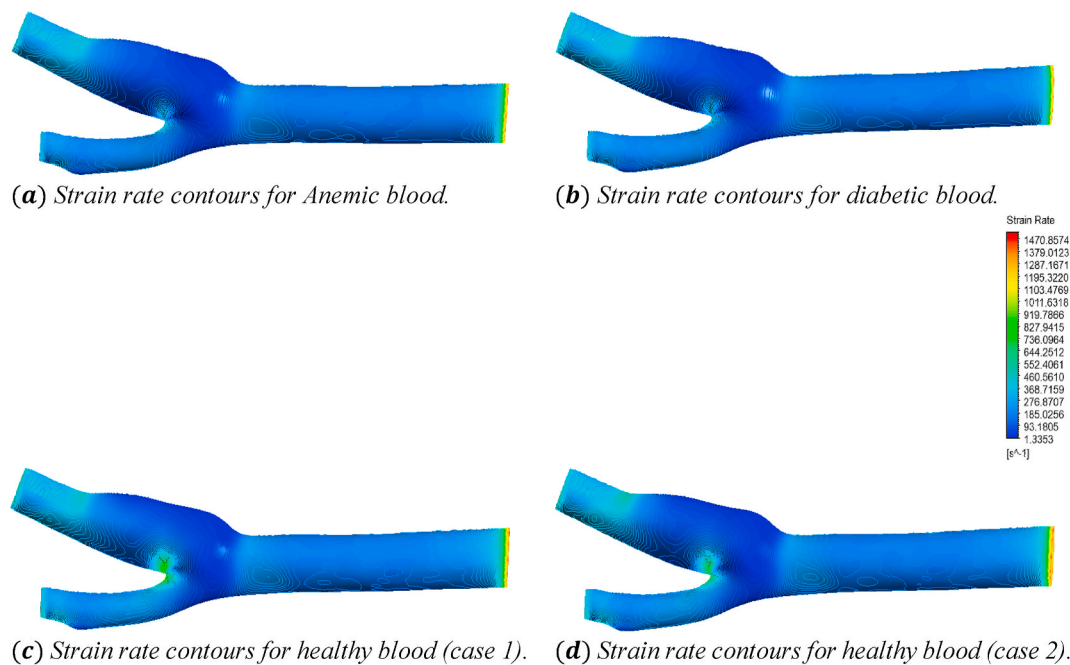 (a) Strain rate contours for Anemic blood.
(b) Strain rate contours for diabetic blood.
Strain Rate
1470.8574
1379.0123
1287.1671
1195.3220
1103.4769
1011.6318
919.7866
827.9415
736.0964
644.2512
552.4061
460.5610
368.7159
276.8707
185.0256
93.1805
1.3353
[s^-1]
(c) Strain rate contours for healthy blood (case 1).
(d) Strain rate contours for healthy blood (case 2).